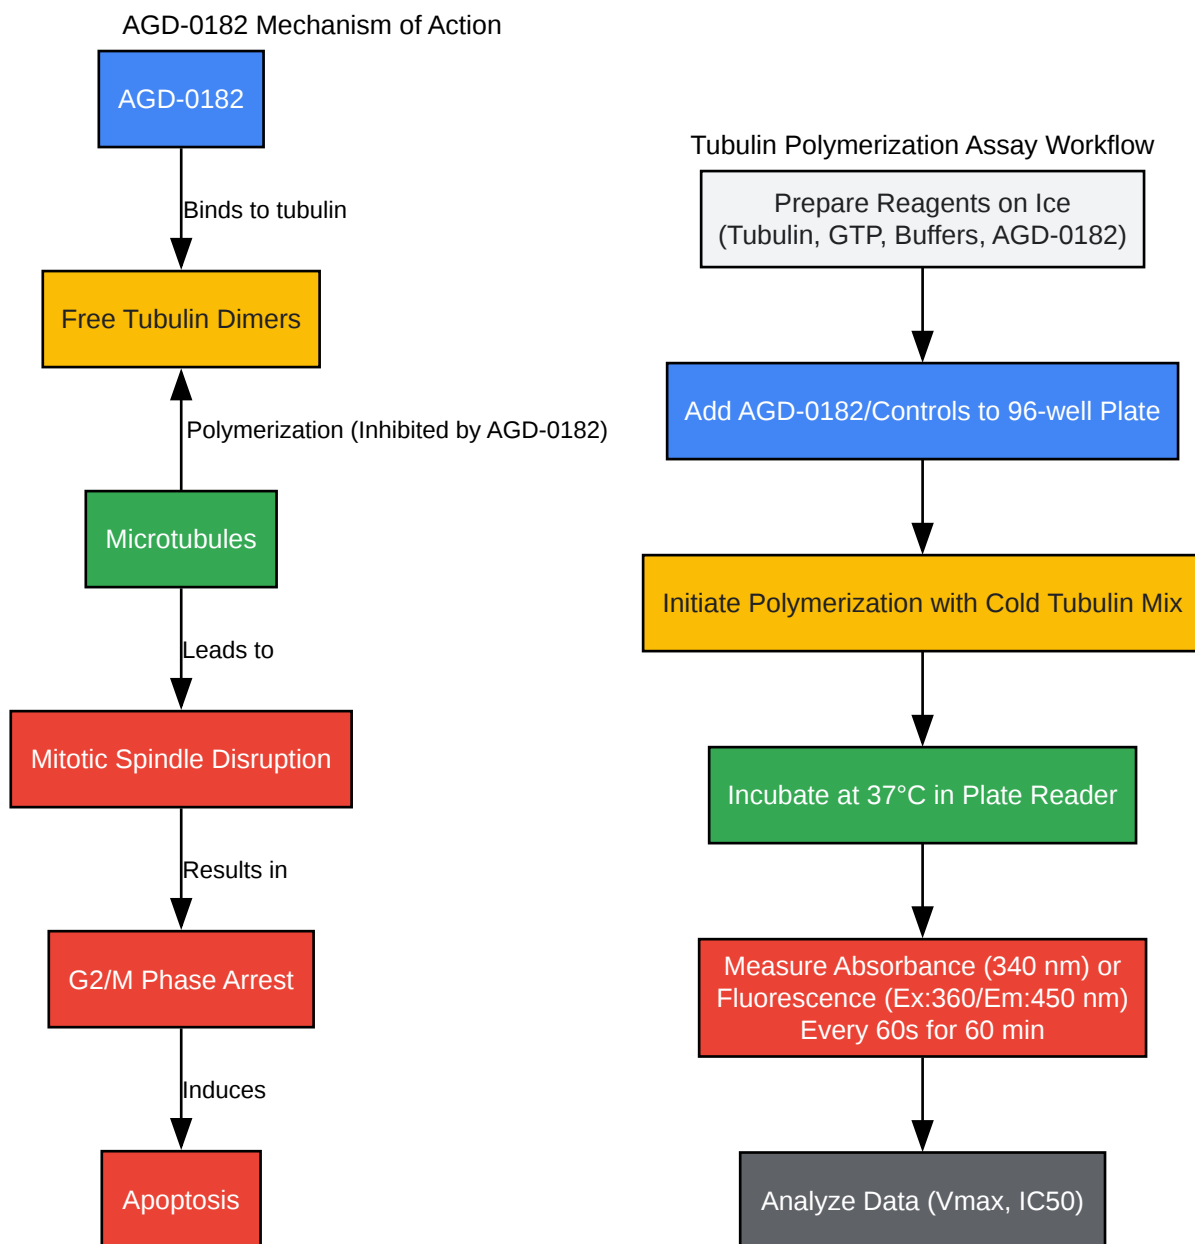 AGD-0182 Mechanism of Action
AGD-0182
Binds to tubulin
Free Tubulin Dimers
Polymerization (Inhibited by AGD-0182)
Microtubules
Leads to
Mitotic Spindle Disruption
Results in
G2/M Phase Arrest
Induces
Apoptosis
Tubulin Polymerization Assay Workflow
Prepare Reagents on Ice
(Tubulin, GTP, Buffers, AGD-0182)
Add AGD-0182/Controls to 96-well Plate
Initiate Polymerization with Cold Tubulin Mix
Incubate at 37°C in Plate Reader
Measure Absorbance (340 nm) or
Fluorescence (Ex:360/Em:450 nm)
Every 60s for 60 min
Analyze Data (Vmax, IC50)